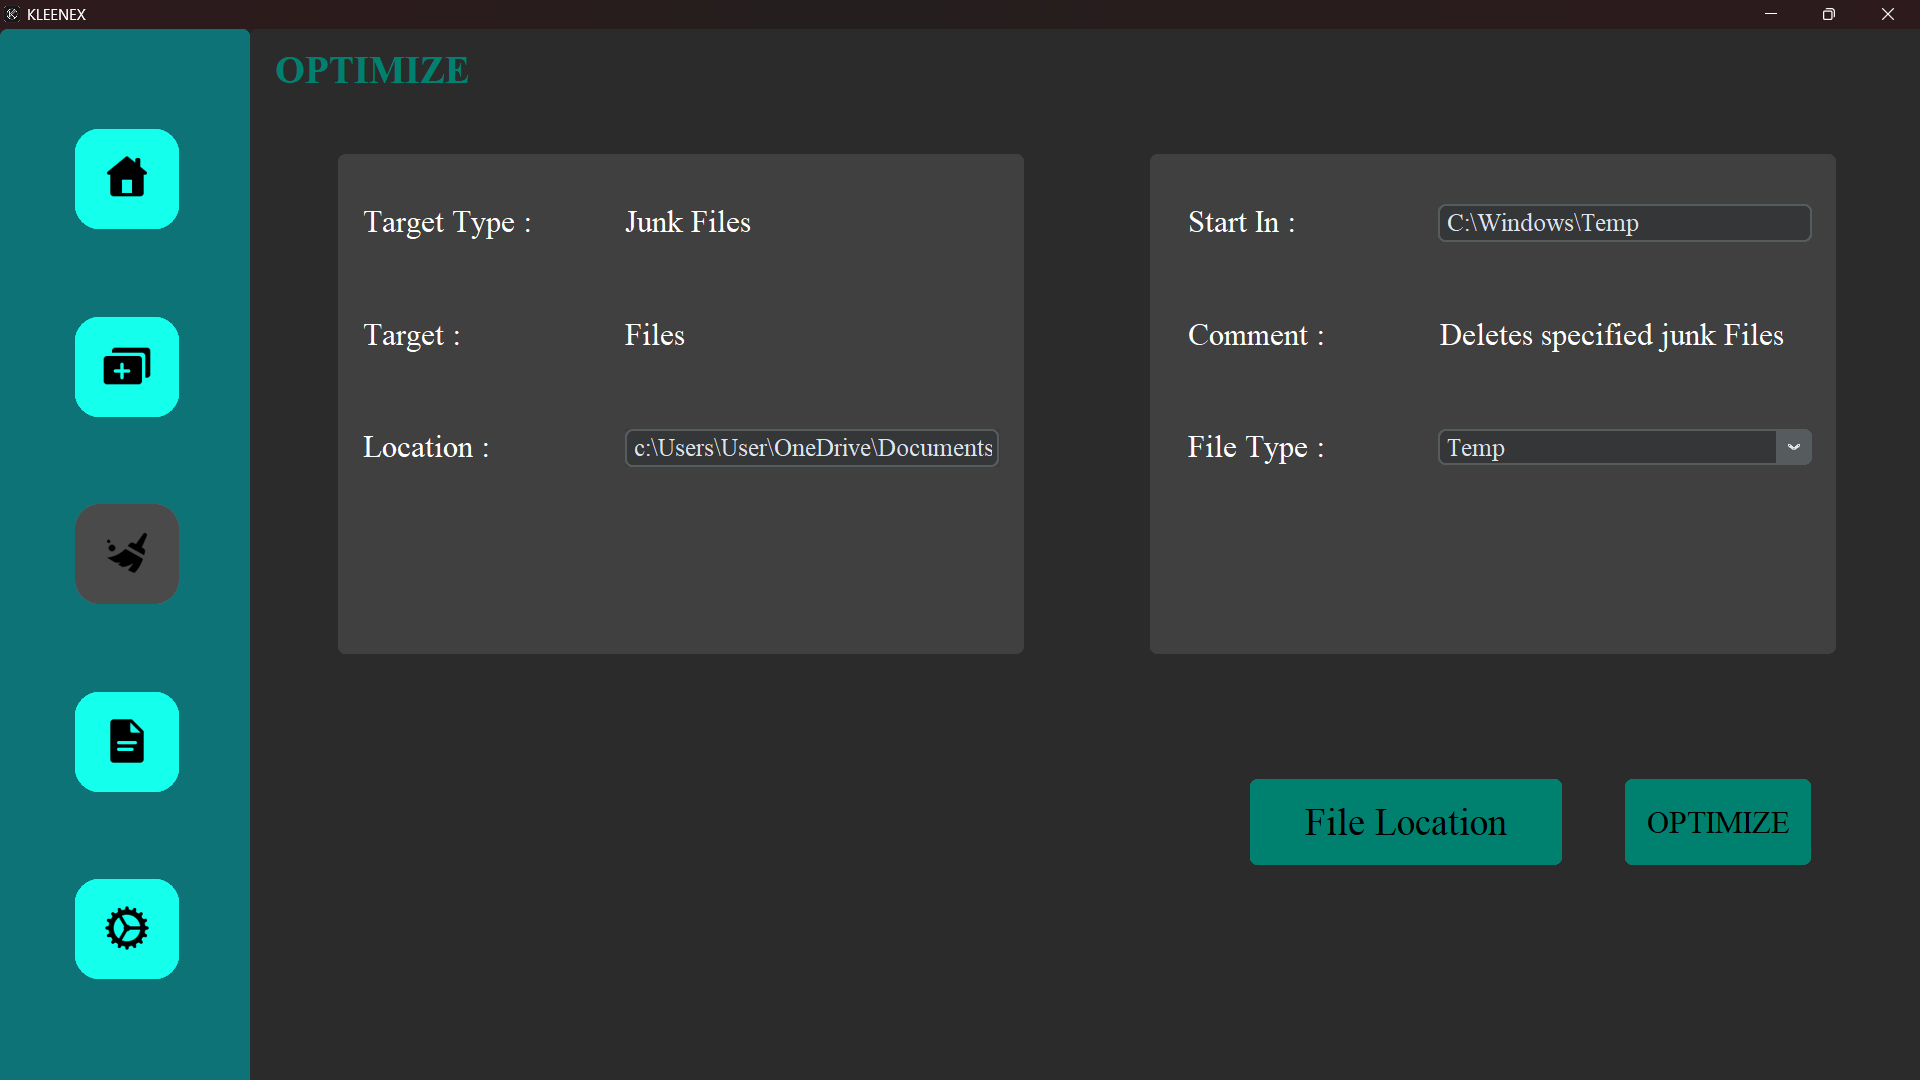 KLEENEX
OPTIMIZE
Target Type : Junk Files
Target : Files
Location : c:\Users\User\OneDrive\Documents
Start In : C:\Windows\Temp
Comment : Deletes specified junk Files
File Type : Temp
File Location
OPTIMIZE